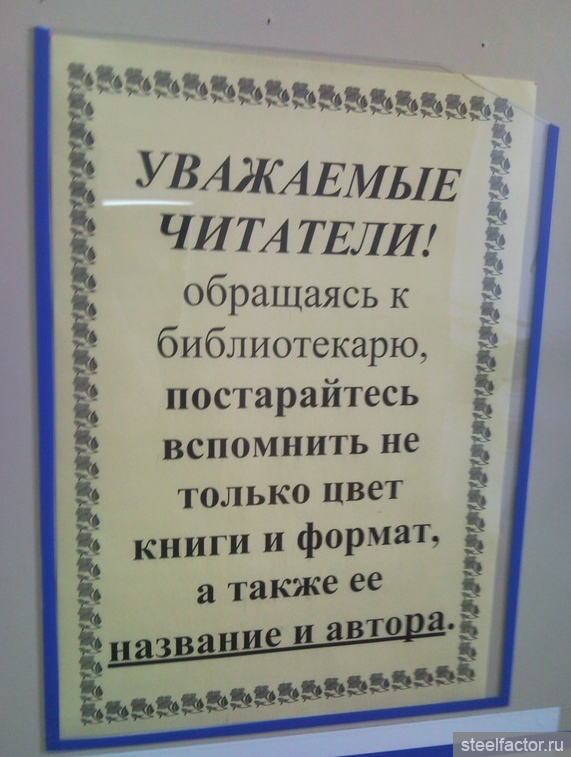 УВАЖАЕМЫЕ
ЧИТАТЕЛИ!
обращаясь к
библиотекарю,
постарайтесь
вспомнить не
только цвет
книги и формат,
а также ее
название и автора.
steelfactor.ru